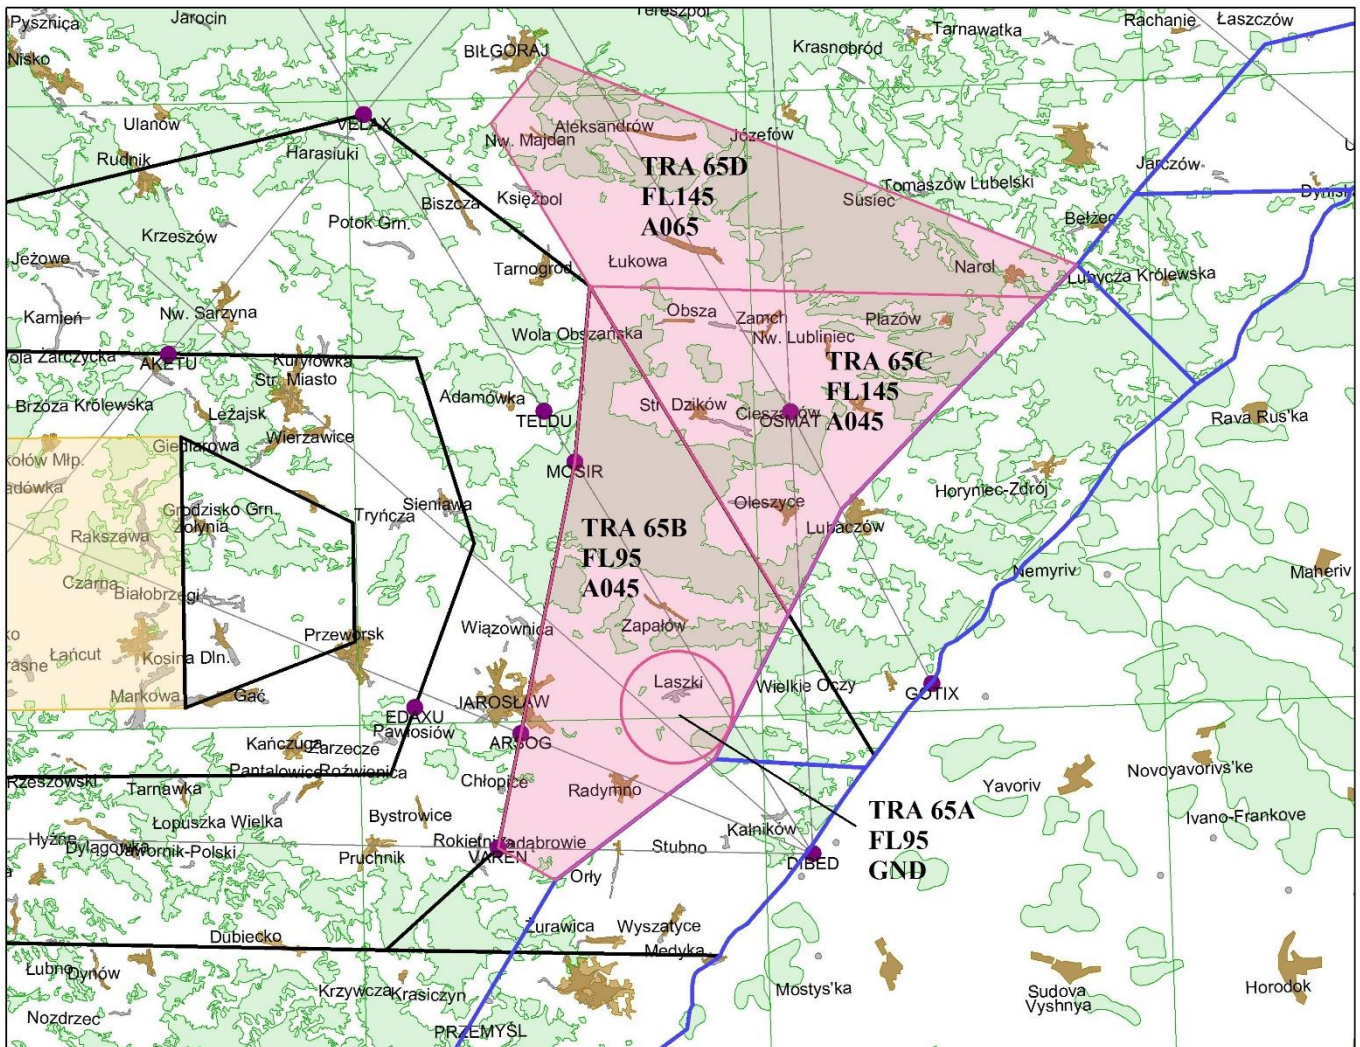 Pysznica
Jarocin
Tereszpol
Rachanie
Łaszczów
Tarnawatka
Krasnobród
BIŁGORAJ
Nisko
Ulanów
VELAX
Aleksandrów
Józefów
Nw. Majdan
Harasiuki
Rudnik
TRA 65D
FL145
A065
Jarczów
Tomaszów Lubelski
Susiec
Biszcza
Księżpol
Potok Grn.
Bełżec
Krzeszów
Jeżowe
Tarnogród
Łukowa
Narol
Lubycza Królewska
Kamień
Nw. Sarzyna
Obsza
Zamch
Płazów
Wola Obszańska
Nw. Lubliniec
AKETU
Kuryłówka
Str. Miasto
TRA 65C
FL145
A045
Brzóza Królewska
Leżajsk
Adamówka
TELDU
Str. Dzików
Cieszanów
OSMAT
Rava Rus'ka
Giedlarowa
Wierzawice
MOSIR
Horyniec-Zdrój
Grodzisko Grn.
Żołynia
Tryńcza
Sieniawa
Oleszyce
Lubaczów
Rakszawa
TRA 65B
FL95
A045
Czarna
Białobrzegi
Nemyriv
Maheriv
Przeworsk
Wiązownica
Zapałów
Łańcut
Kosina Dln.
Markowa
Gać
Laszki
Wielkie Oczy
GOTIX
EDAXU
Pawłosiów
JAROSŁAW
ARSOG
Kańczuga
Zarzecze
Pantalowice
Roźwienica
Rzeszowski
Tarnawka
Chłopice
Radymno
Yavoriv
Novoyavorivs'ke
TRA 65A
FL95
GND
Bystrowice
Łopuszka Wielka
Hyżne
Dylągówka
Jawornik-Polski
Pruchnik
Rokietnica
VAREN
Stubno
Kalników
DIBED
Ivano-Frankove
Orły
Żurawica
Wyszatyce
Medyka
Dubiecko
Łubno
Dynów
Krzywcza
Krasiczyn
Mostys'ka
Sudova
Vyshnya
Horodok
Nozdrzec
PRZEMYŚL